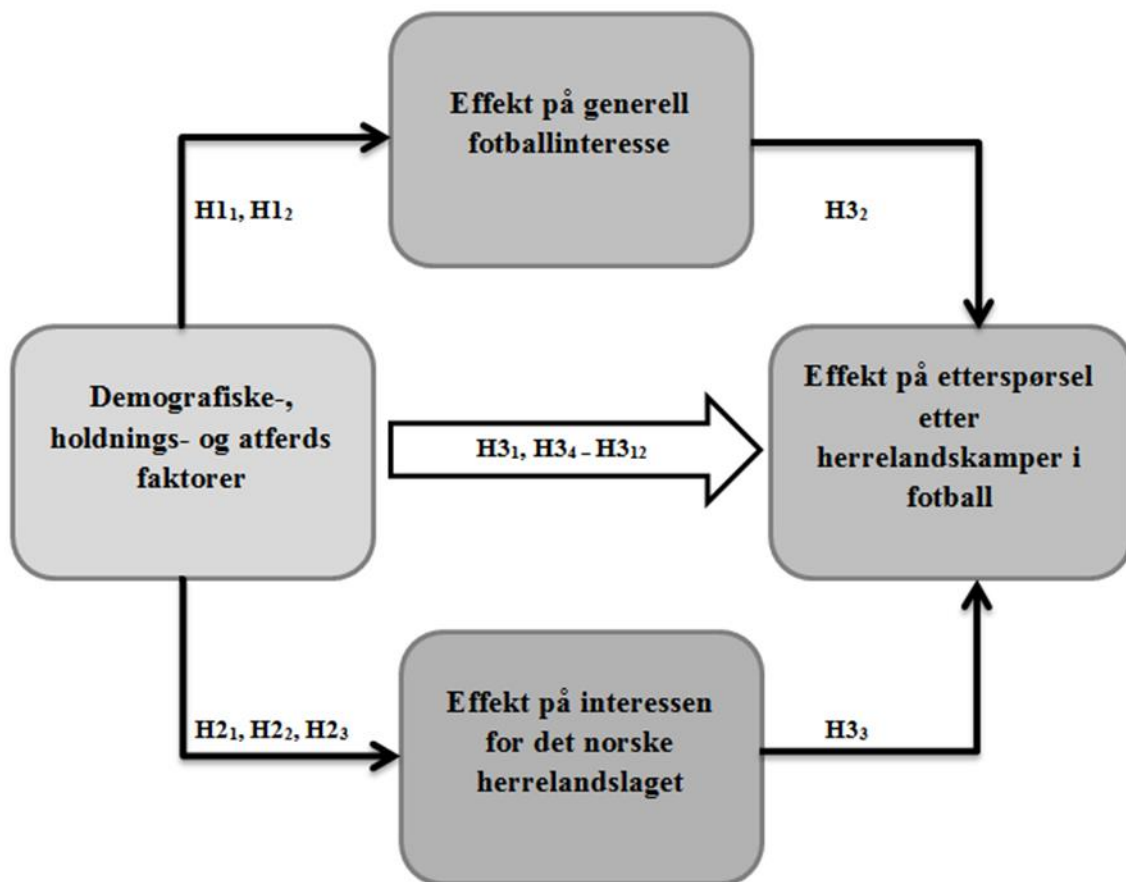 Effekt på generell
fotballinteresse
H1₁, H1₂
H3₂
Demografiske-,
holdnings- og atferds
faktorer
H3₁, H3₄ – H3₁₂
Effekt på etterspørsel
etter
herrelandskamper i
fotball
H2₁, H2₂, H2₃
Effekt på interessen
for det norske
herrelandslaget
H3₃